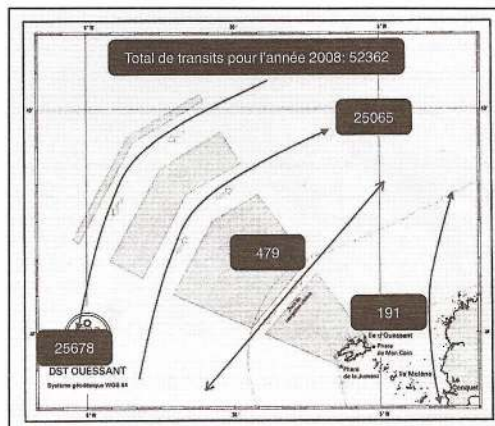 Total de transits pour l'année 2008: 52362
25065
479
191
Ile d'Ouessant
Phare
de Men Coin
Phare
de la Jument
Ile Molène
Le
Conquet
25678
DST OUESSANT
Système géodésique WGS 84